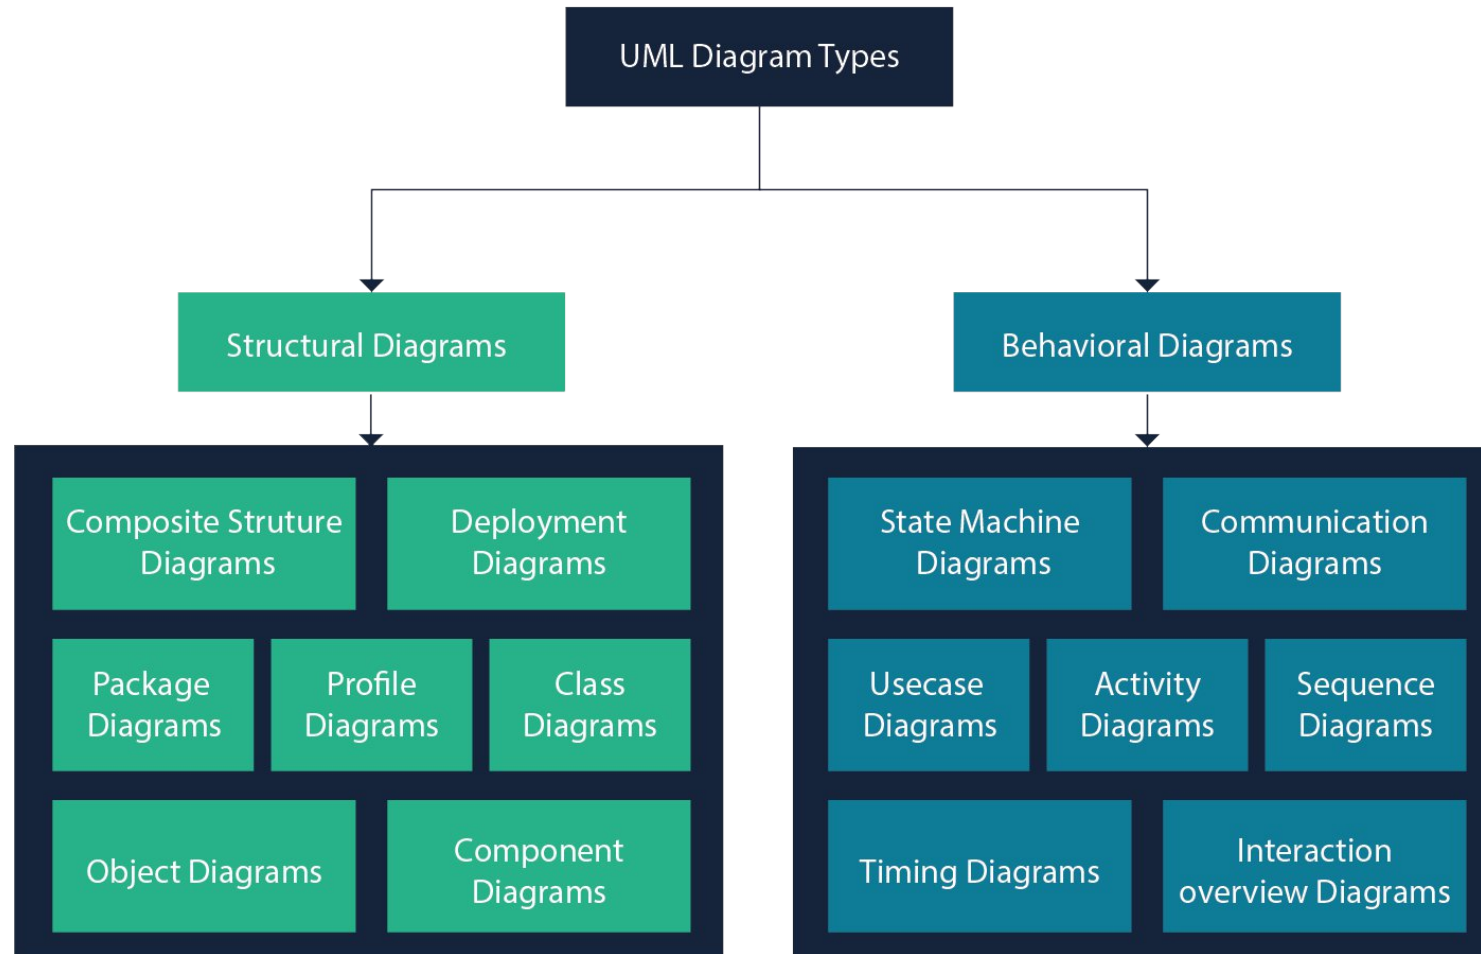 UML Diagram Types
Structural Diagrams
Behavioral Diagrams
Composite Struture
Diagrams
Deployment
Diagrams
Package
Diagrams
Profile
Diagrams
Class
Diagrams
Object Diagrams
Component
Diagrams
State Machine
Diagrams
Communication
Diagrams
Usecase
Diagrams
Activity
Diagrams
Sequence
Diagrams
Timing Diagrams
Interaction
overview Diagrams